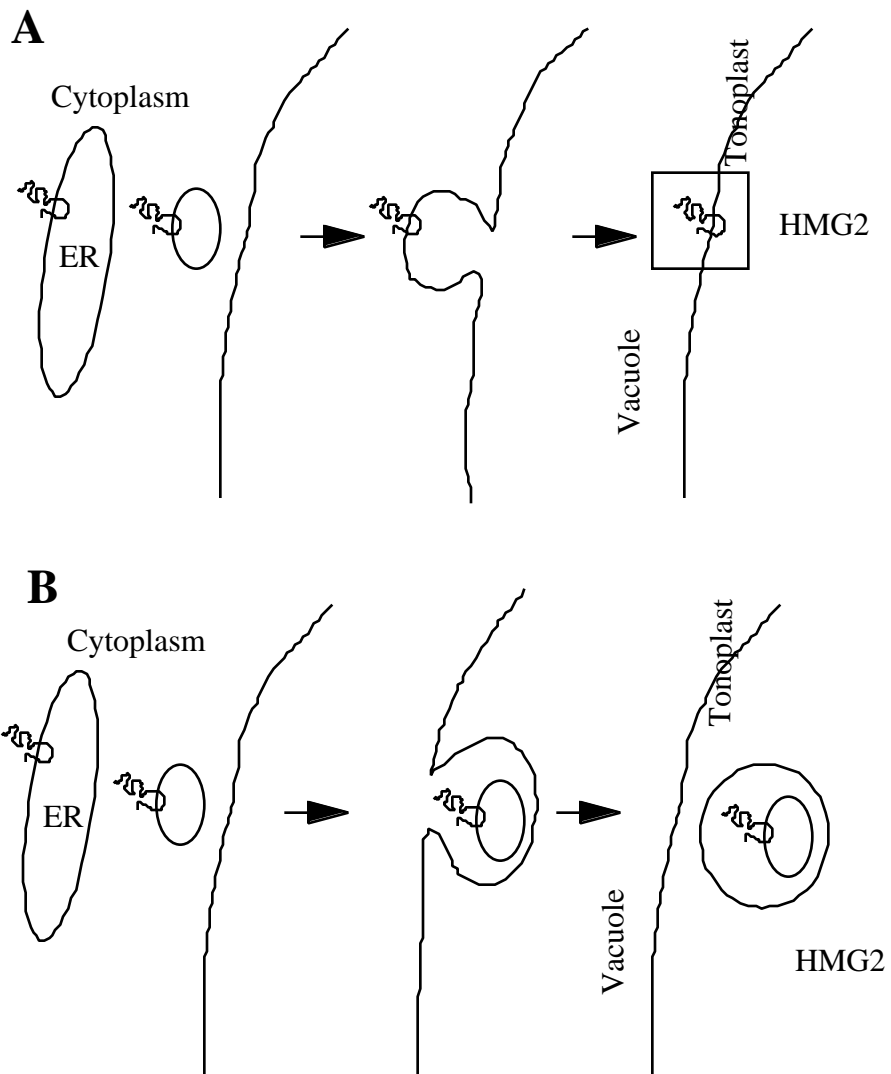 A
Cytoplasm
Tonoplast
ER
HMG2
Vacuole
B
Cytoplasm
Tonoplast
ER
Vacuole
HMG2